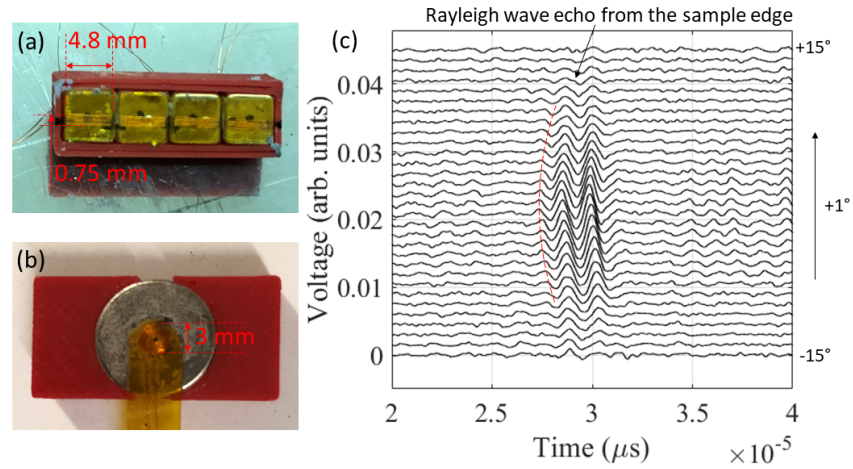 (a)
4.8 mm
0.75 mm
(b)
3 mm
(c)
Rayleigh wave echo from the sample edge
Voltage (arb. units)
0.04
0.03
0.02
0.01
0
+15°
+1°
-15°
2
2.5
3
3.5
4
Time (μs)
×10⁻⁵